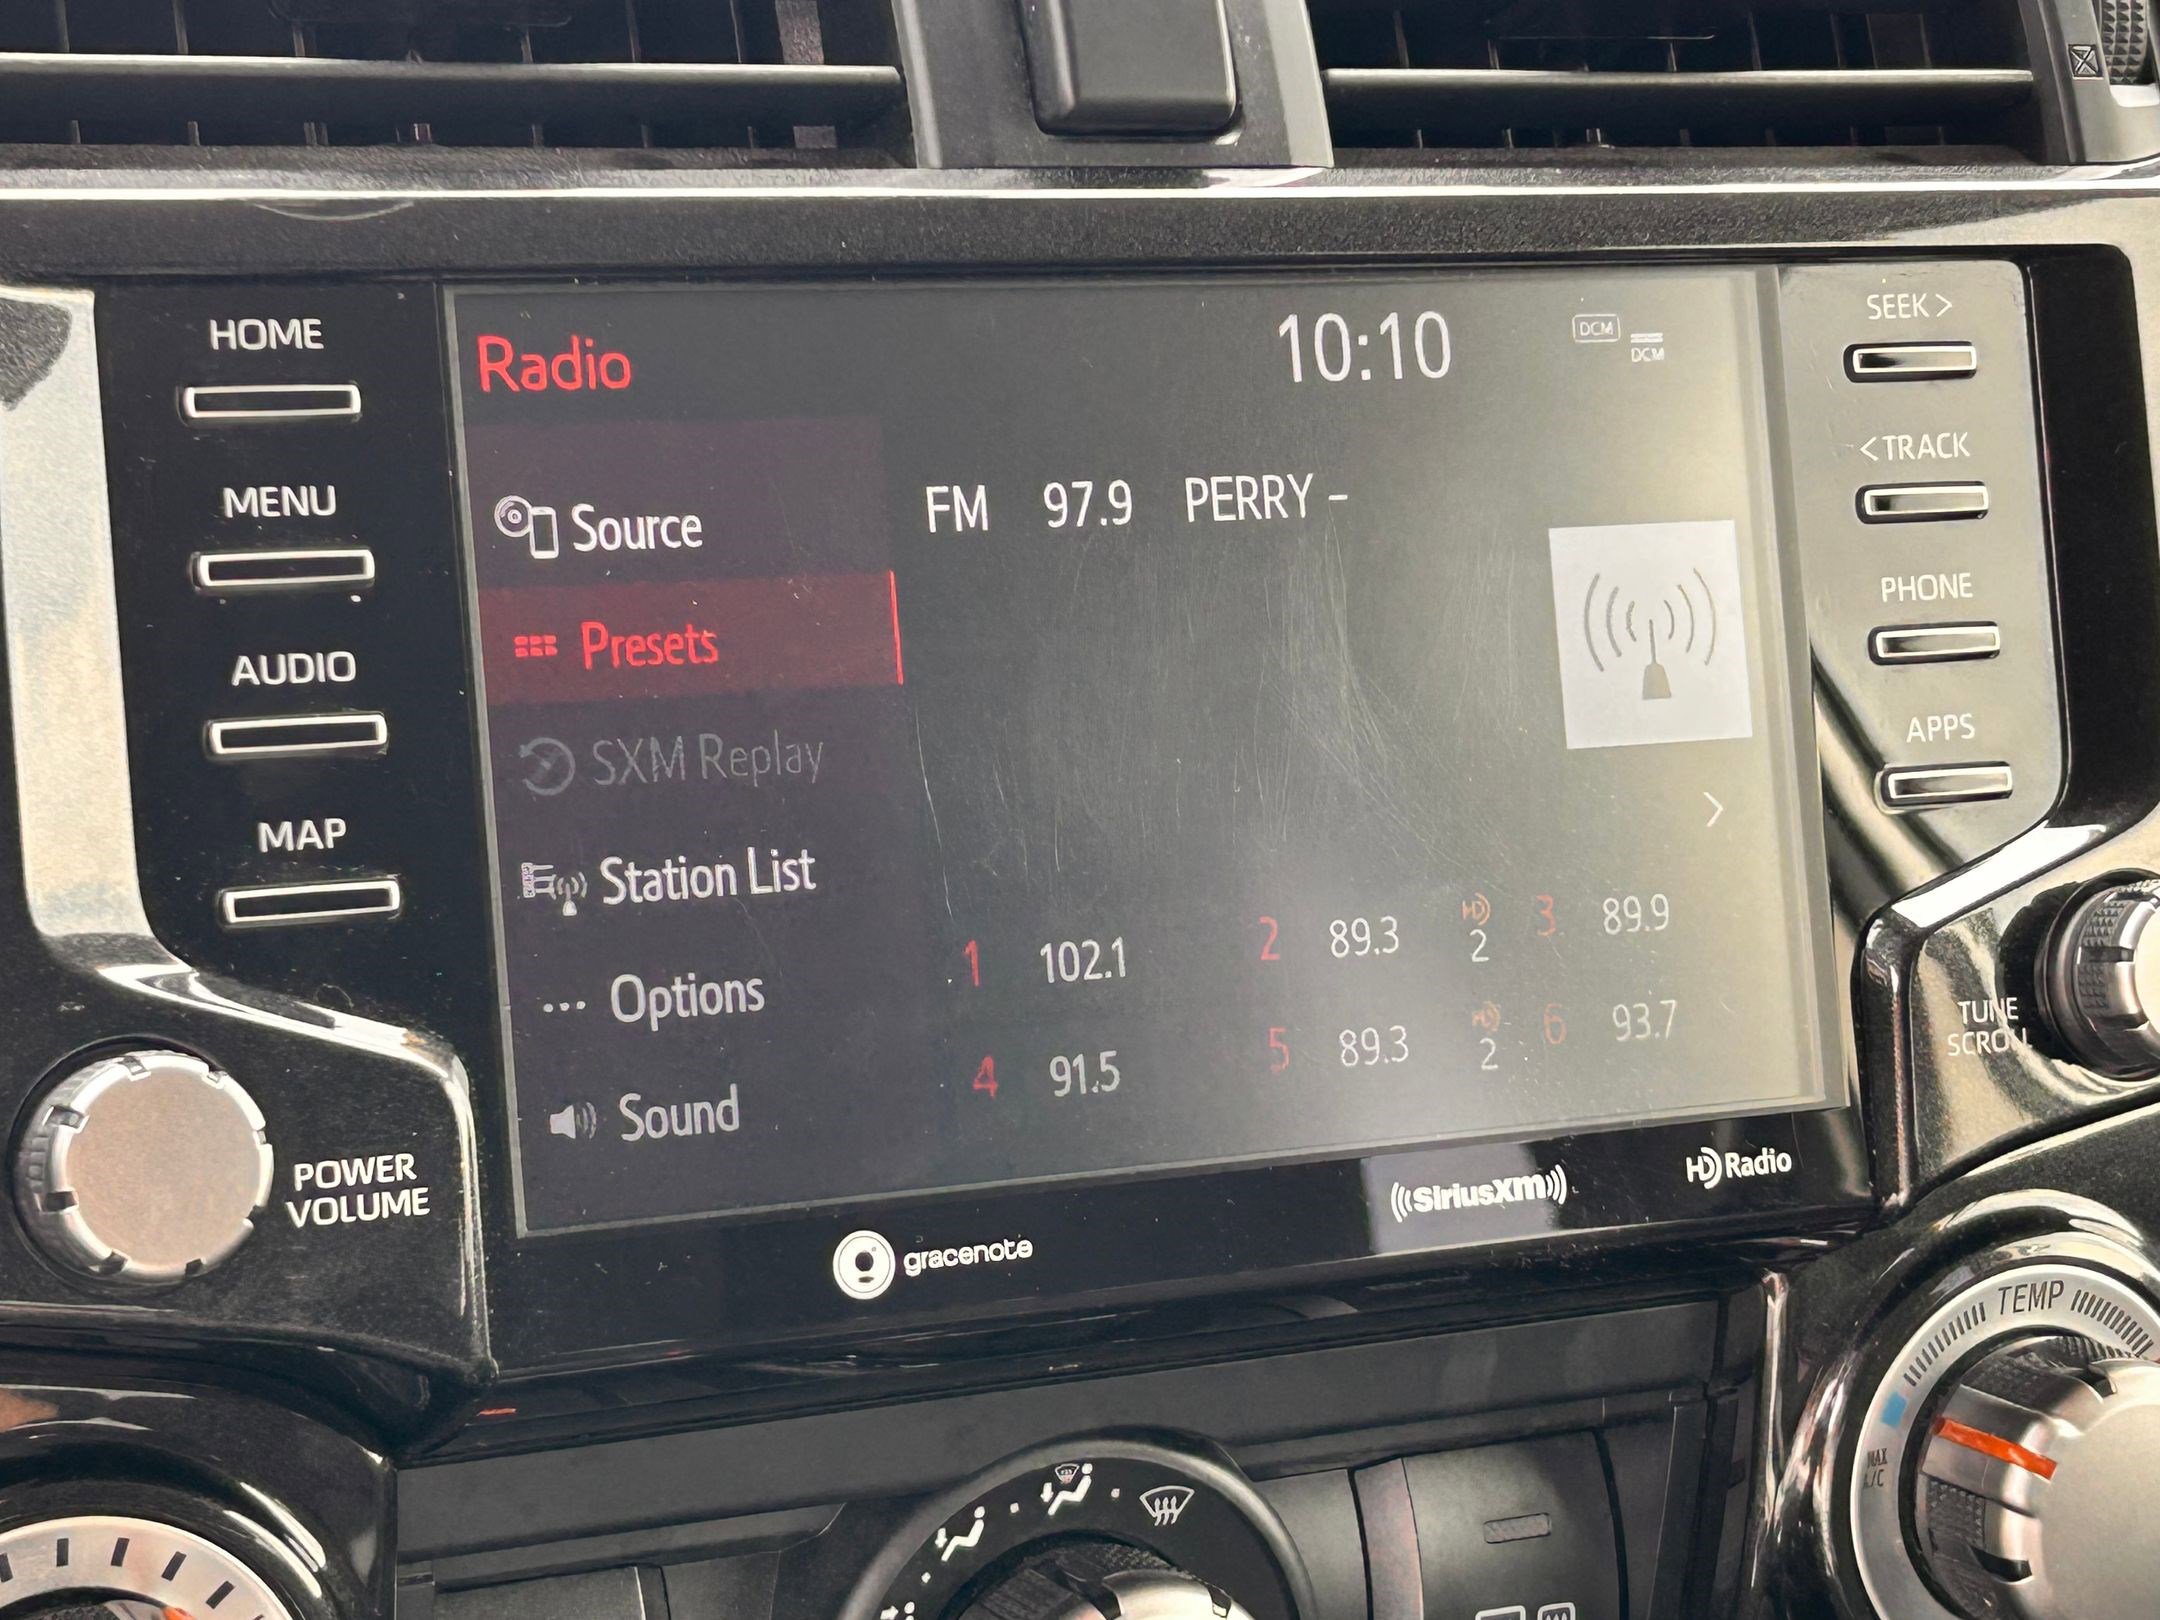 HOME
MENU
AUDIO
MAP
POWER
VOLUME
Radio
10:10
DCM
DCM
Source
Presets
SXM Replay
Station List
Options
Sound
FM 97.9 PERRY -
1 102.1 2 89.3 HD 2 3 89.9
4 91.5 5 89.3 HD 2 6 93.7
SEEK >
< TRACK
PHONE
APPS
TUNE
SCROLL
gracenote
((SiriusXM))
HD Radio
TEMP
MAX
A/C